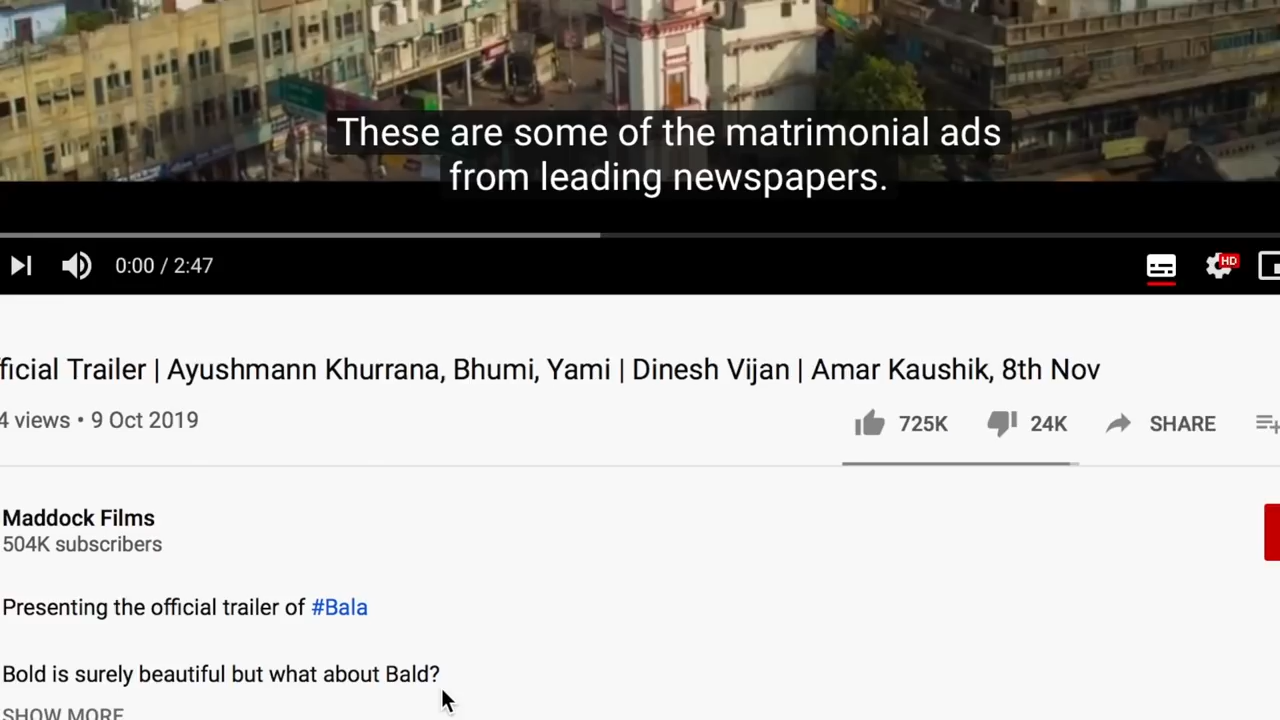 These are some of the matrimonial ads
from leading newspapers.
0:00 / 2:47
HD
fficial Trailer | Ayushmann Khurrana, Bhumi, Yami | Dinesh Vijan | Amar Kaushik, 8th Nov
4 views • 9 Oct 2019
725K
24K
SHARE
Maddock Films
504K subscribers
Presenting the official trailer of #Bala
Bold is surely beautiful but what about Bald?
SHOW MORE